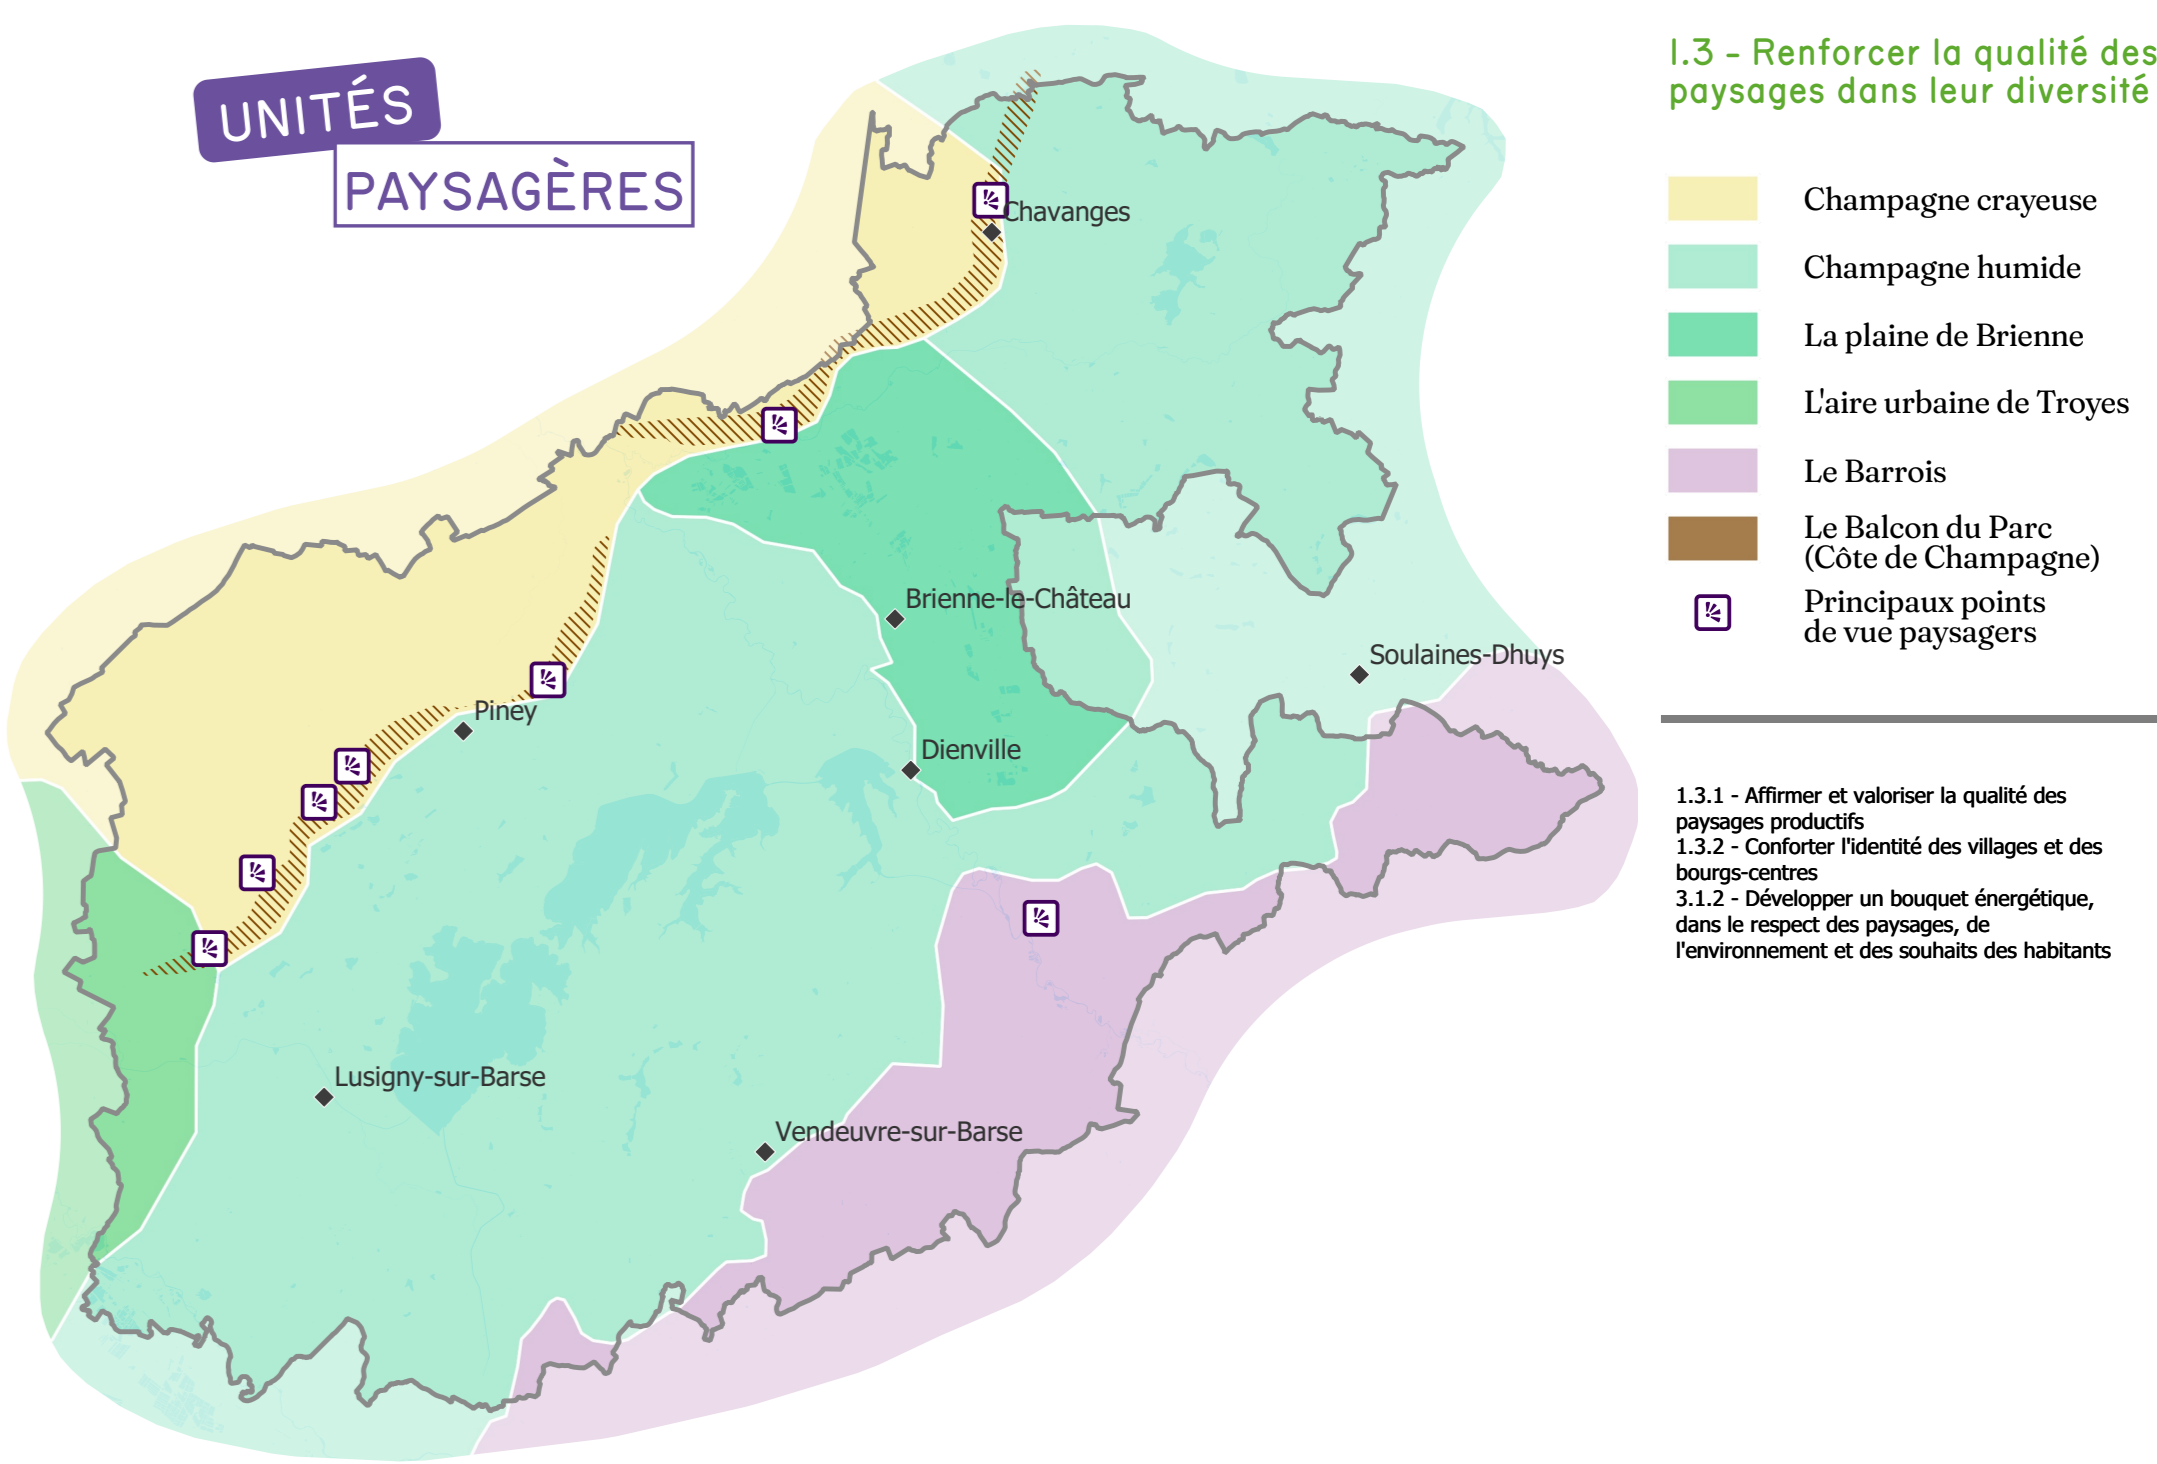 UNITÉS
PAYSAGÈRES
Chavanges
Brienne-le-Château
Soulaines-Dhuys
Piney
Dienville
Lusigny-sur-Barse
Vendeuvre-sur-Barse
1.3 - Renforcer la qualité des
paysages dans leur diversité
Champagne crayeuse
Champagne humide
La plaine de Brienne
L'aire urbaine de Troyes
Le Barrois
Le Balcon du Parc
(Côte de Champagne)
Principaux points
de vue paysagers
1.3.1 - Affirmer et valoriser la qualité des
paysages productifs
1.3.2 - Conforter l'identité des villages et des
bourgs-centres
3.1.2 - Développer un bouquet énergétique,
dans le respect des paysages, de
l'environnement et des souhaits des habitants